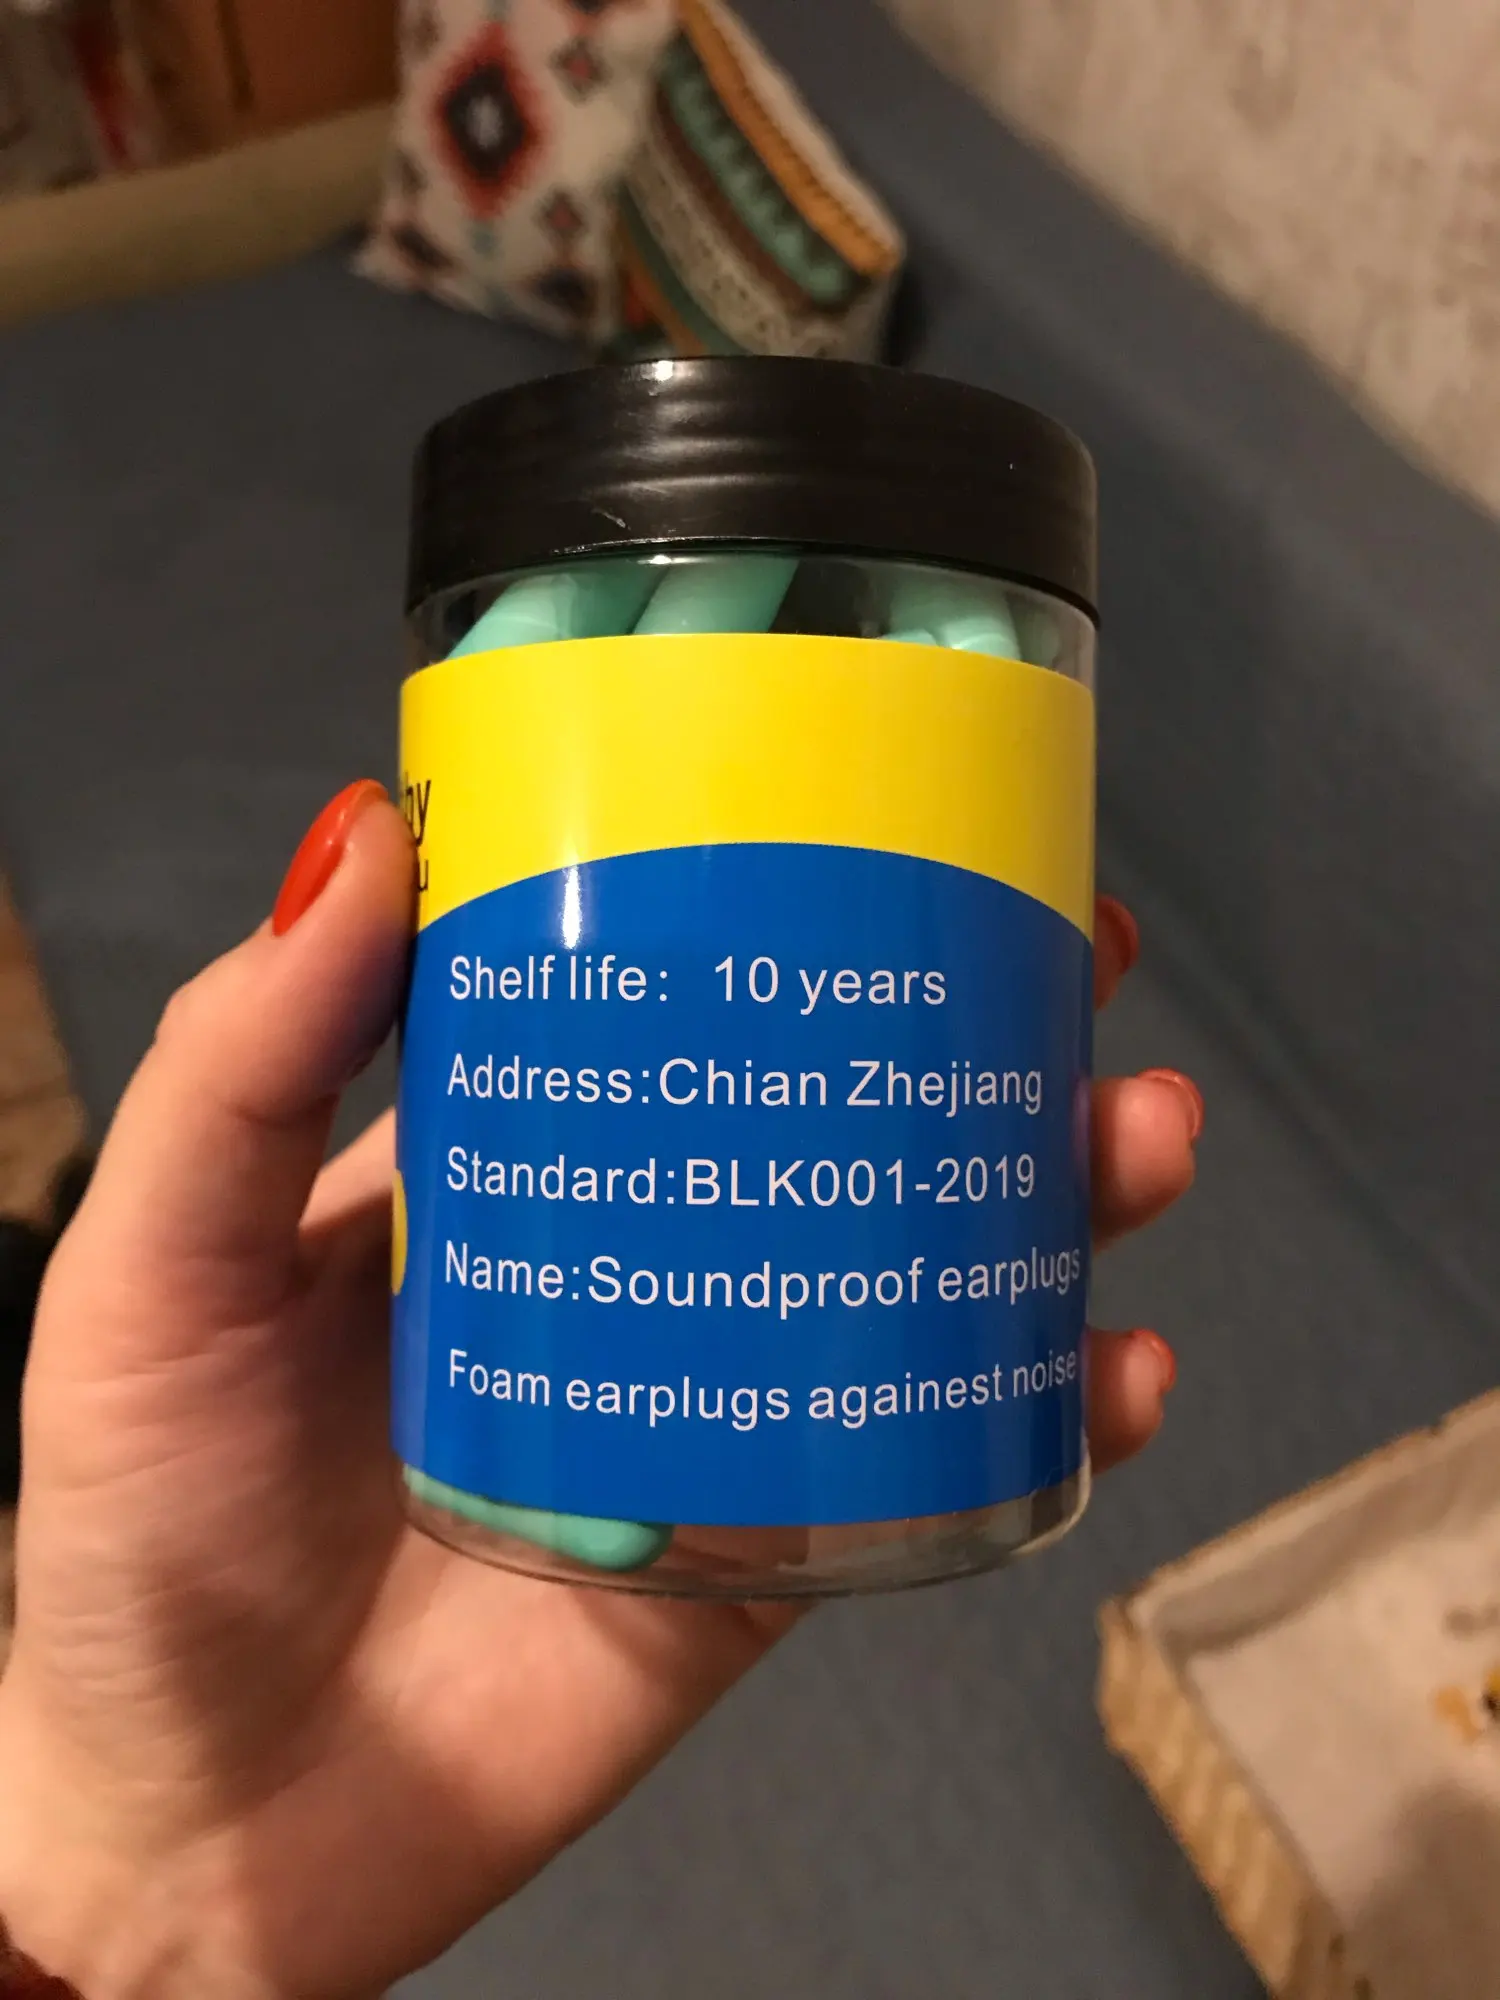 Shelf life: 10 years
Address:Chian Zhejiang
Standard:BLK001-2019
Name:Soundproof earplugs
Foam earplugs againest noise